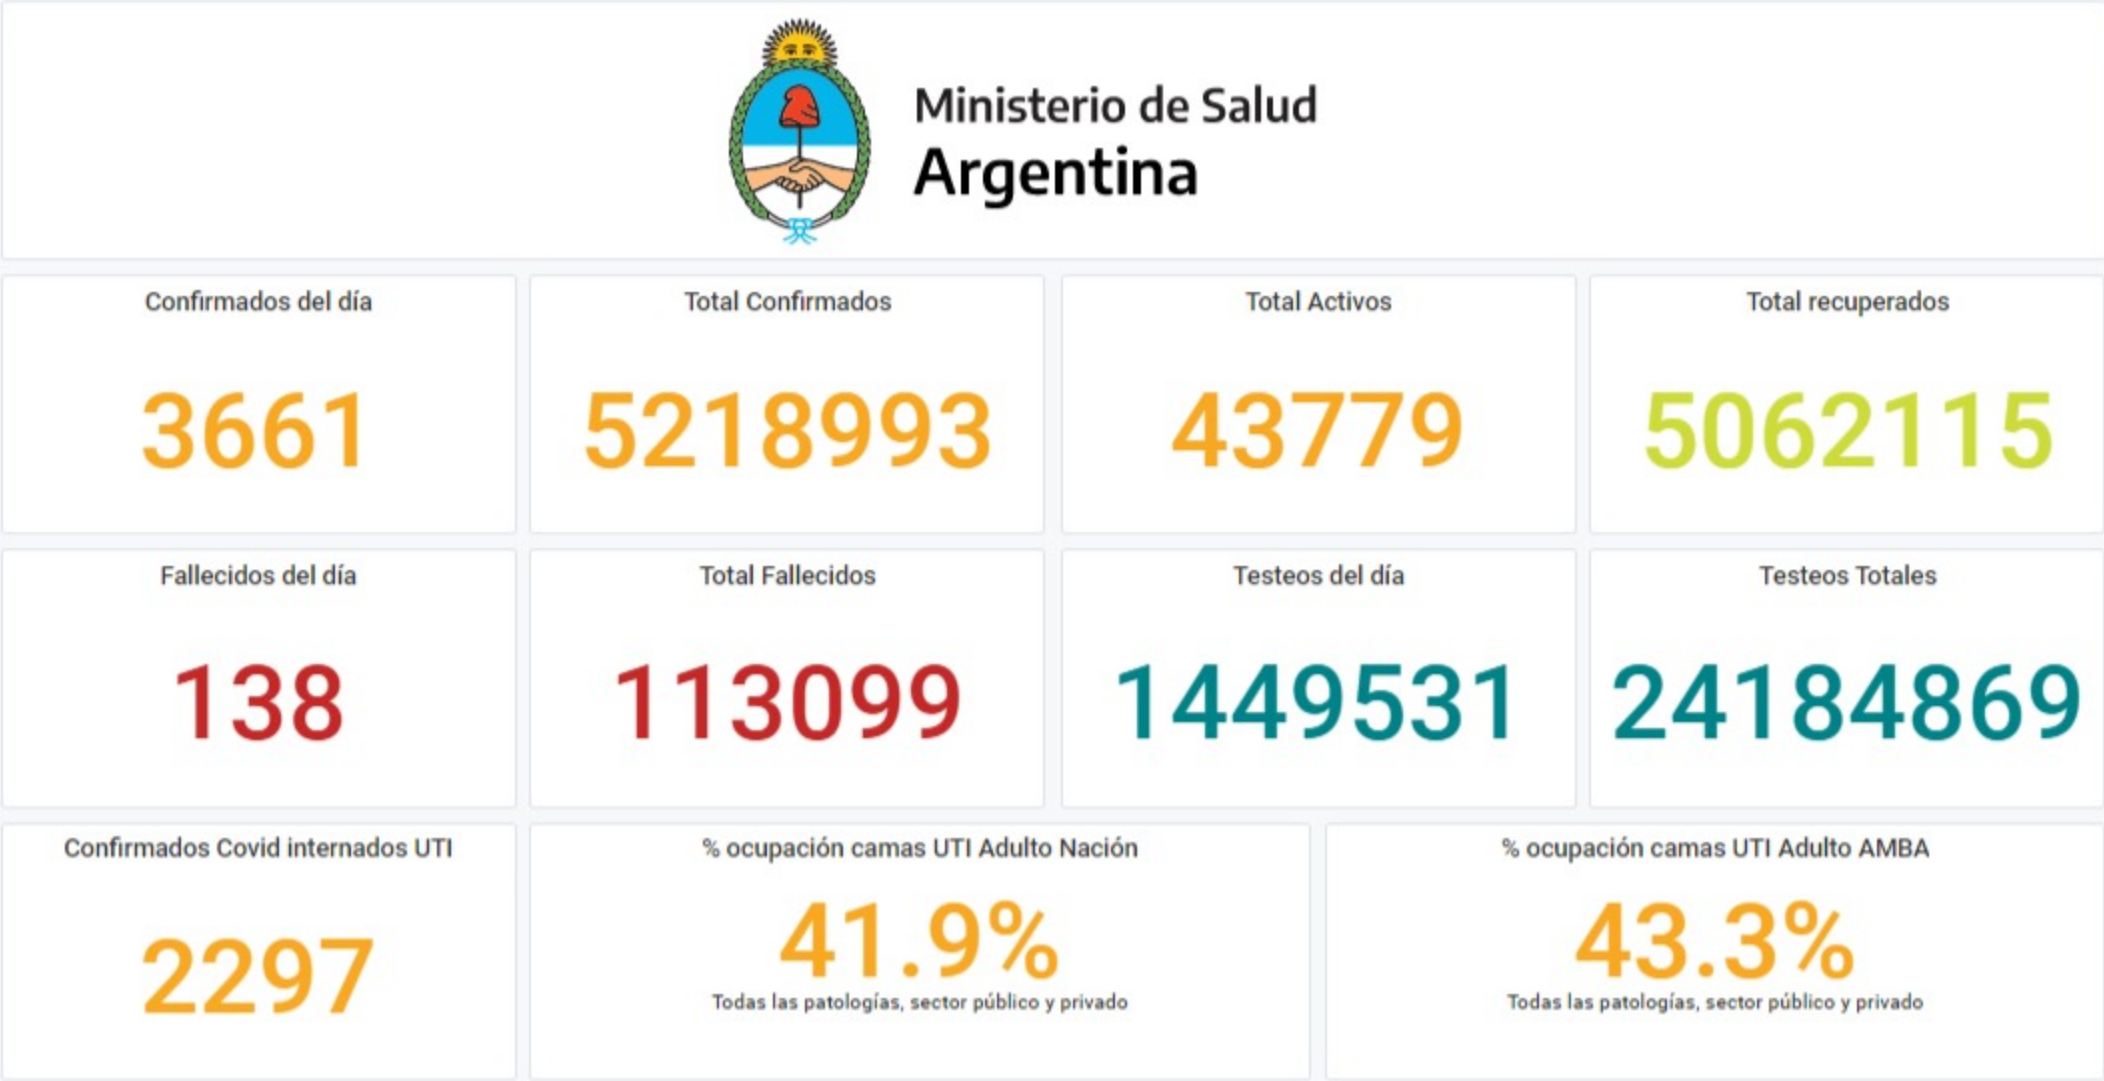 Ministerio de Salud
Argentina
Confirmados del día
3661
Total Confirmados
5218993
Total Activos
43779
Total recuperados
5062115
Fallecidos del día
138
Total Fallecidos
113099
Testeos del día
1449531
Testeos Totales
24184869
Confirmados Covid internados UTI
2297
% ocupación camas UTI Adulto Nación
41.9%
Todas las patologías, sector público y privado
% ocupación camas UTI Adulto AMBA
43.3%
Todas las patologías, sector público y privado